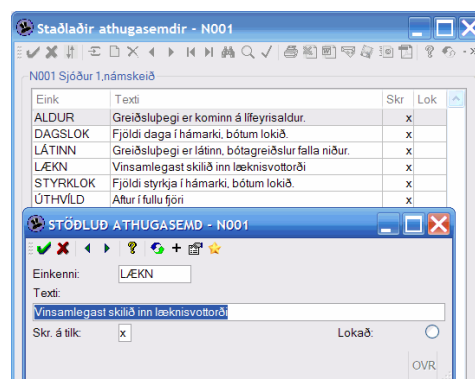 Staðlaðir athugasemdir - N001
N001 Sjóður 1,námskeið
Eink Texti Skr Lok
ALDUR Greiðsluþegi er kominn á lífeyrisaldur. x
DAGSLOK Fjöldi daga í hámarki, bótum lokið. x
LÁTINN Greiðsluþegi er látinn, bótagreiðslur falla niður. x
LÆKN Vinsamlegast skilið inn læknisvottorði x
STYRKLOK Fjöldi styrkja í hámarki, bótum lokið. x
ÚTHVÍLD Aftur í fullu fjöri x
STÖÐLUÐ ATHUGASEMD - N001
Einkenni: LÆKN
Texti:
Vinsamlegast skilið inn læknisvottorði
Skr. á tilk: x Lokað:
OVR